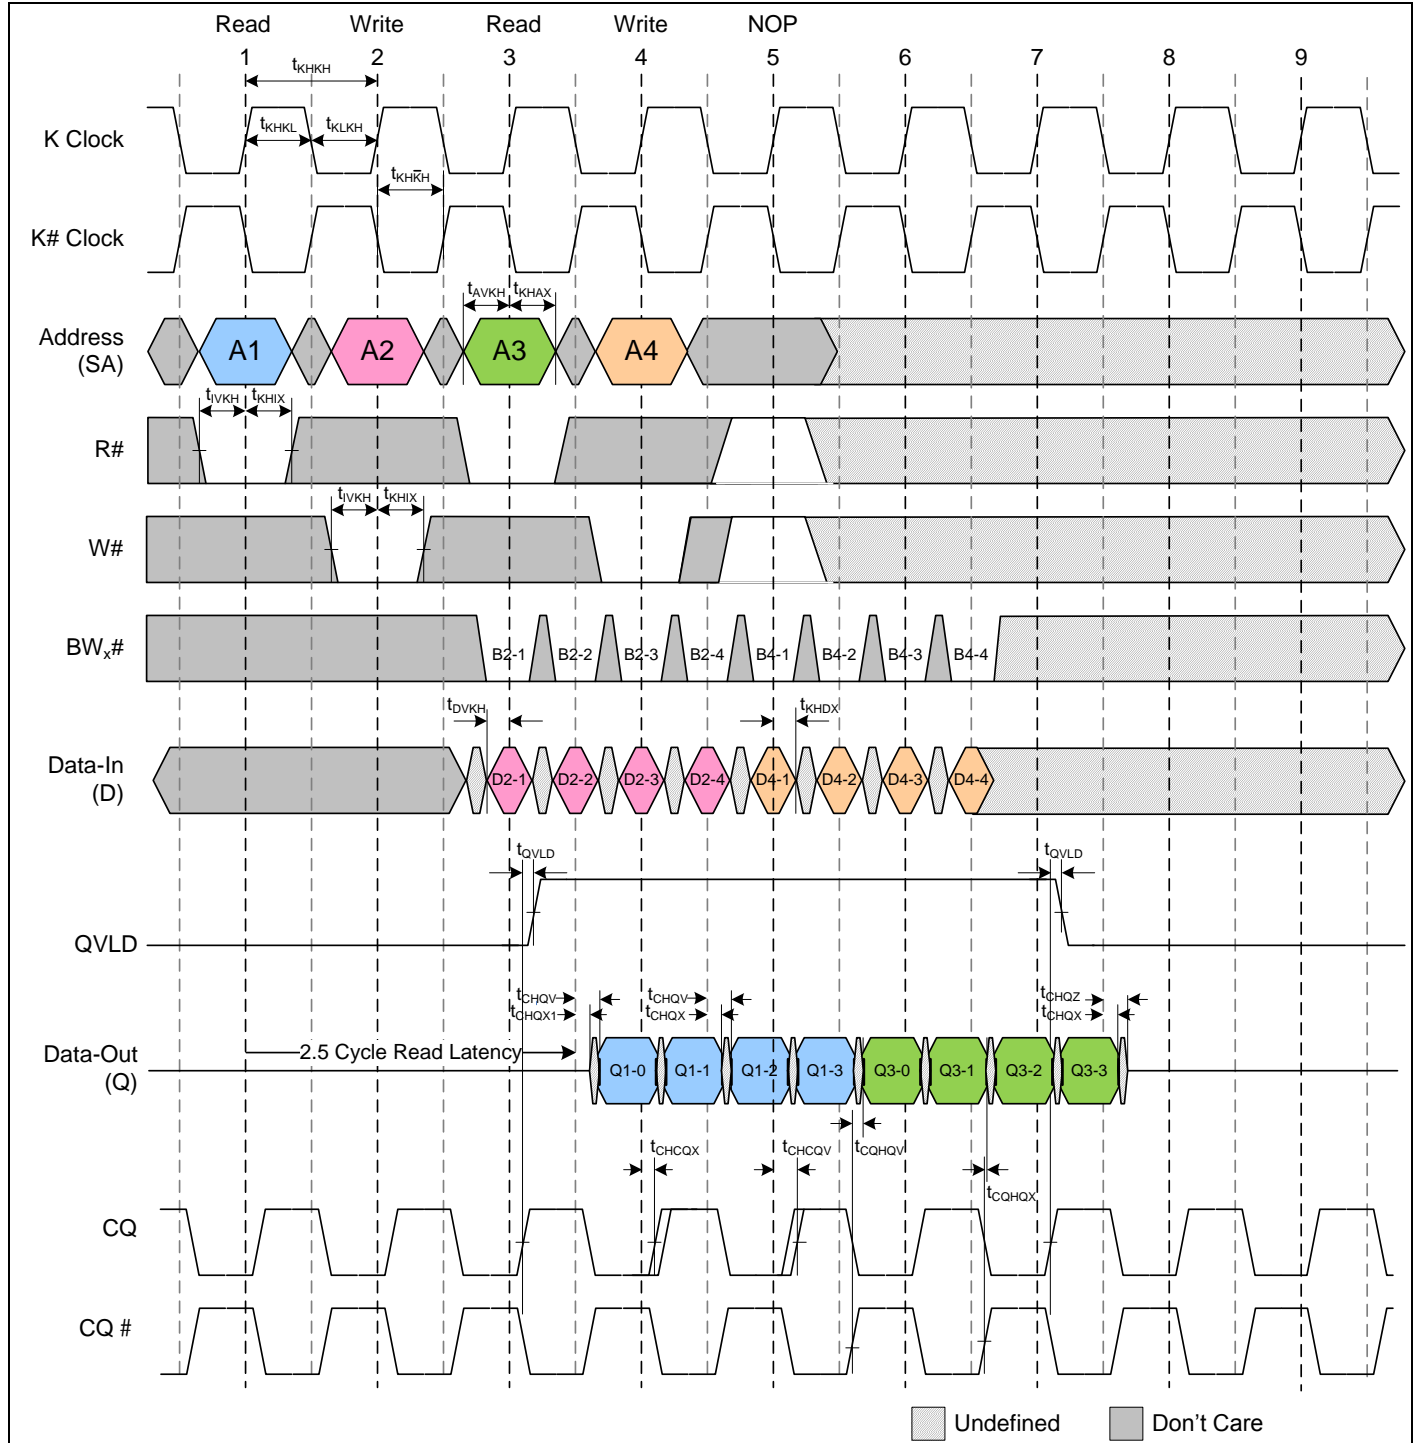 Read Write Read Write NOP
1 2 3 4 5 6 7 8 9
tKHKH
K Clock
tKHKL tKLKH
tKHK̄H
K# Clock
tAVKH tKHAX
Address
(SA)
A1 A2 A3 A4
tIVKH tKHIX
R#
tIVKH tKHIX
W#
BWx#
B2-1 B2-2 B2-3 B2-4 B4-1 B4-2 B4-3 B4-4
tDVKH tKHDX
Data-In
(D)
D2-1 D2-2 D2-3 D2-4 D4-1 D4-2 D4-3 D4-4
tQVLD tQVLD
QVLD
tCHQV tCHQV tCHQZ
tCHQX1 tCHQX tCHQX
Data-Out
(Q)
2.5 Cycle Read Latency
Q1-0 Q1-1 Q1-2 Q1-3 Q3-0 Q3-1 Q3-2 Q3-3
tCHCQX tCHCQV tCQHQV
tCQHQX
CQ
CQ #
Undefined Don't Care